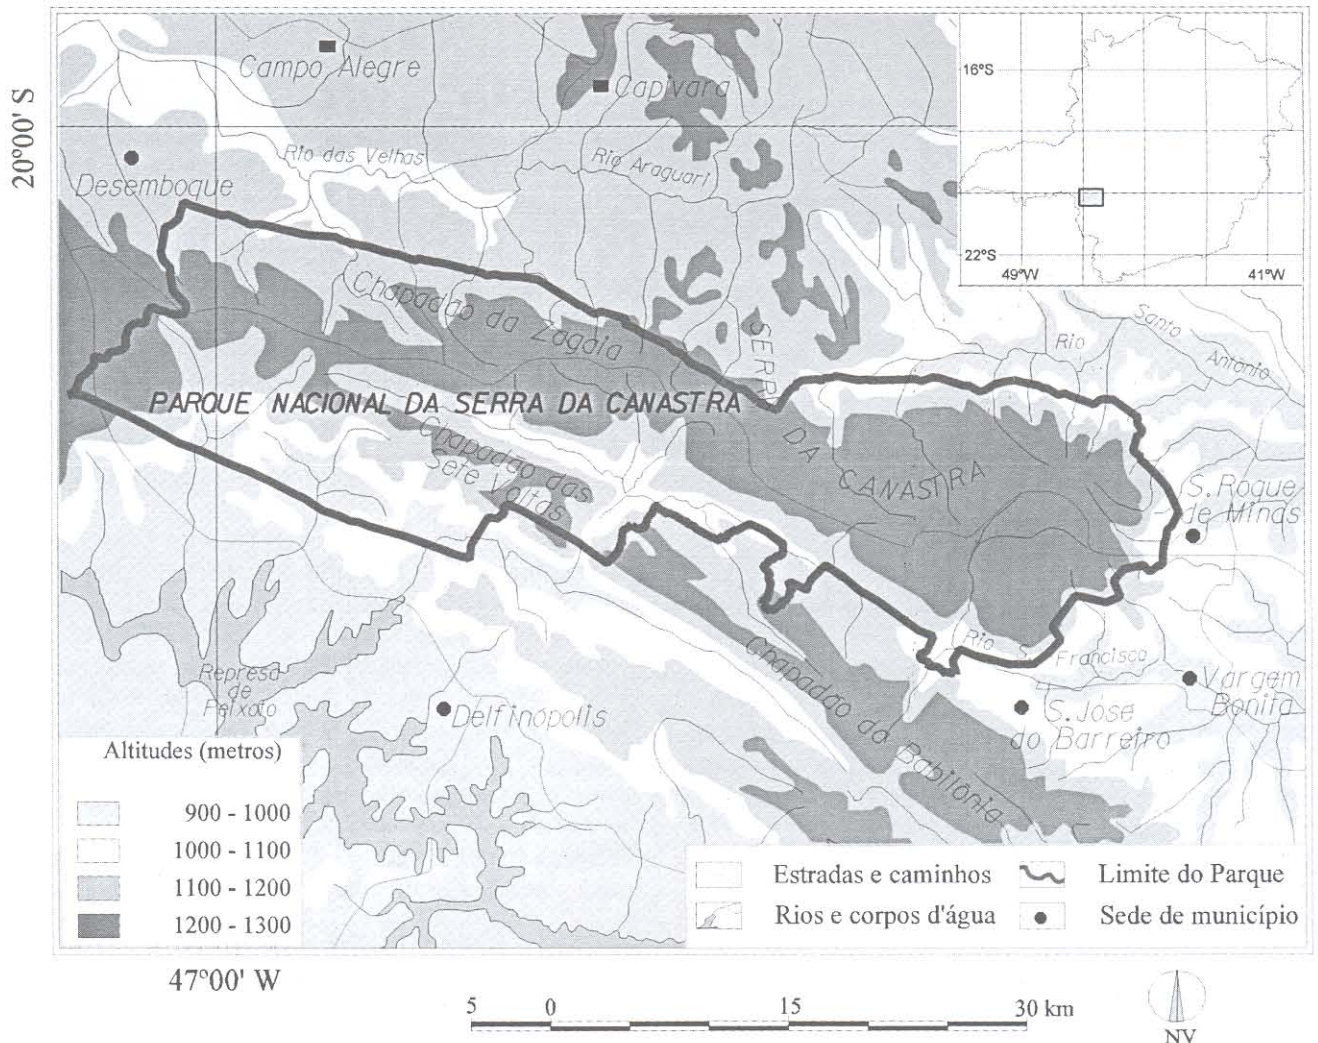 Campo Alegre
Capivara
20°00' S
Desemboque
Rio das Velhas
Rio Araguari
16°S
22°S
49°W
41°W
Chapadão da Zagaia
SERRA
DA CANASTRA
Rio
Santo
Antonio
PARQUE NACIONAL DA SERRA DA CANASTRA
Chapadão das
Sete Voltas
S. Roque
de Minas
Rio S. Francisco
Represa
de
Peixoto
Delfinópolis
Chapadão da Babilônia
Vargem
Bonita
S. José
do Barreiro
Altitudes (metros)
900 - 1000
1000 - 1100
1100 - 1200
1200 - 1300
Estradas e caminhos
Limite do Parque
Rios e corpos d'água
Sede de município
47°00' W
5 0 15 30 km
NV